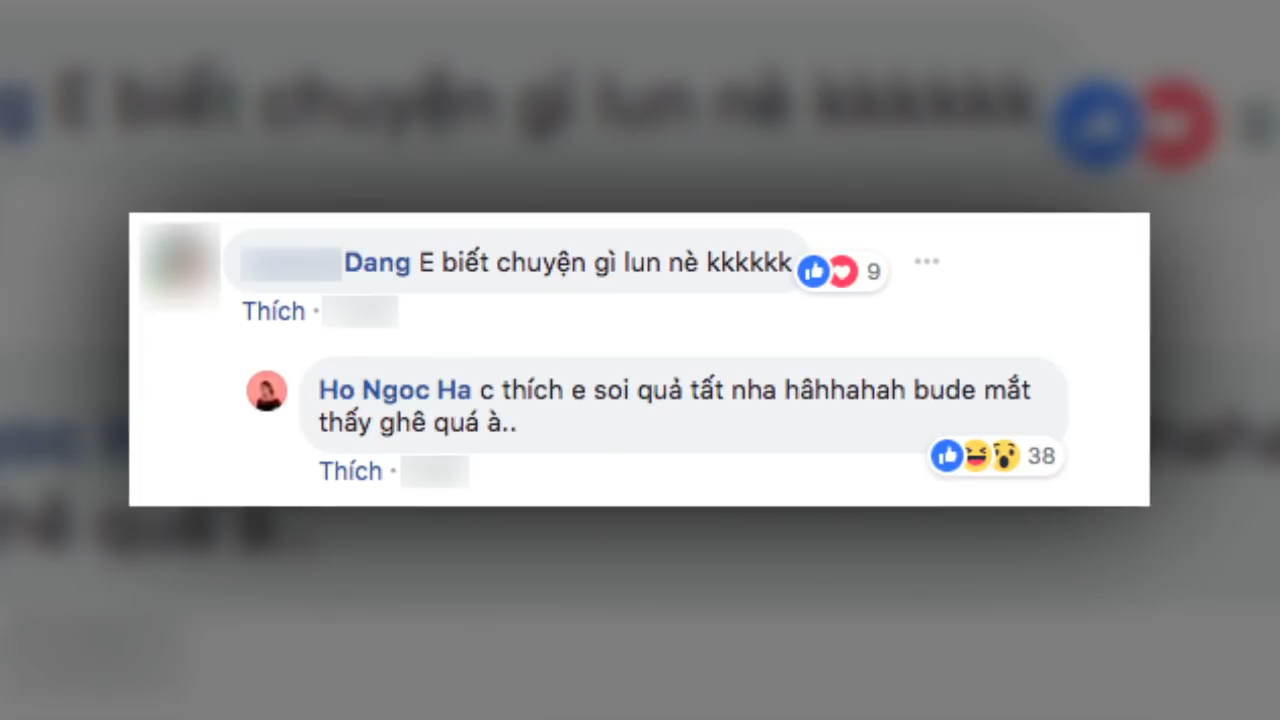 Dang E biết chuyện gì lun nè kkkkkk 9
Thích ·
Ho Ngoc Ha c thích e soi quả tất nha hâhhahah bude mắt
thấy ghê quá à..
38
Thích ·